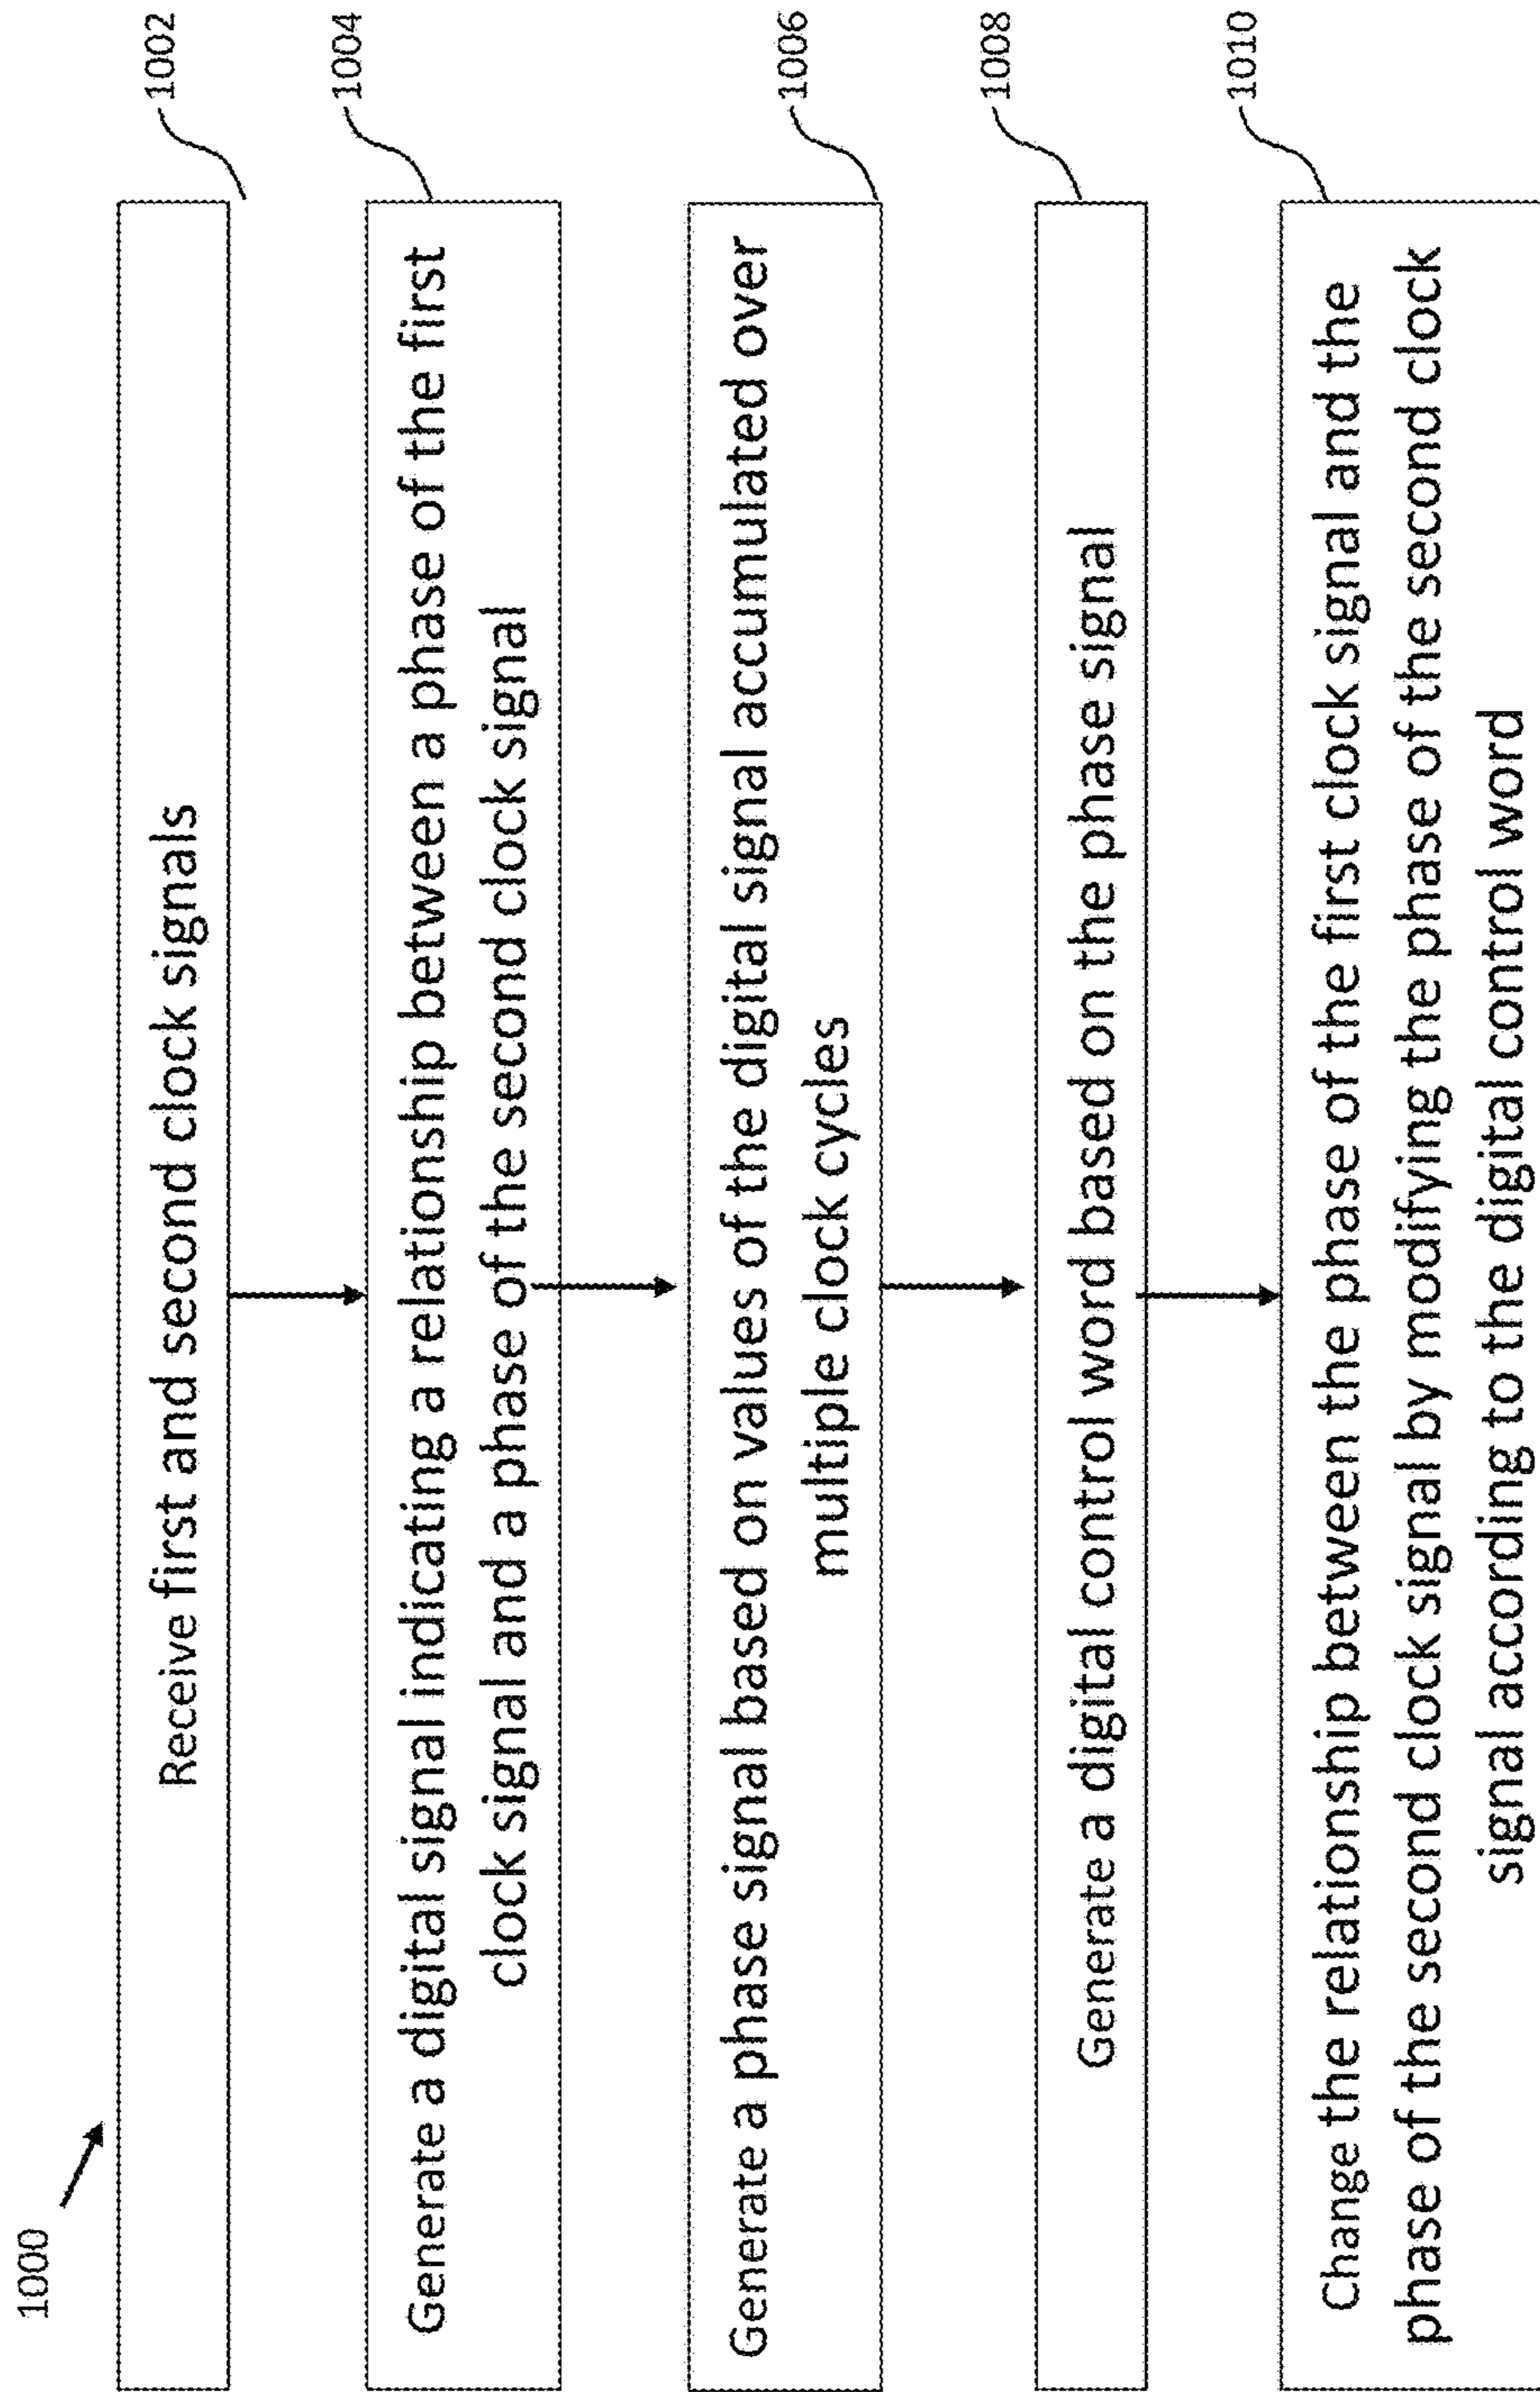 1000
Receive first and second clock signals
1002
Generate a digital signal indicating a relationship between a phase of the first
clock signal and a phase of the second clock signal
1004
Generate a phase signal based on values of the digital signal accumulated over
multiple clock cycles
1006
Generate a digital control word based on the phase signal
1008
Change the relationship between the phase of the first clock signal and the
phase of the second clock signal by modifying the phase of the second clock
signal according to the digital control word
1010